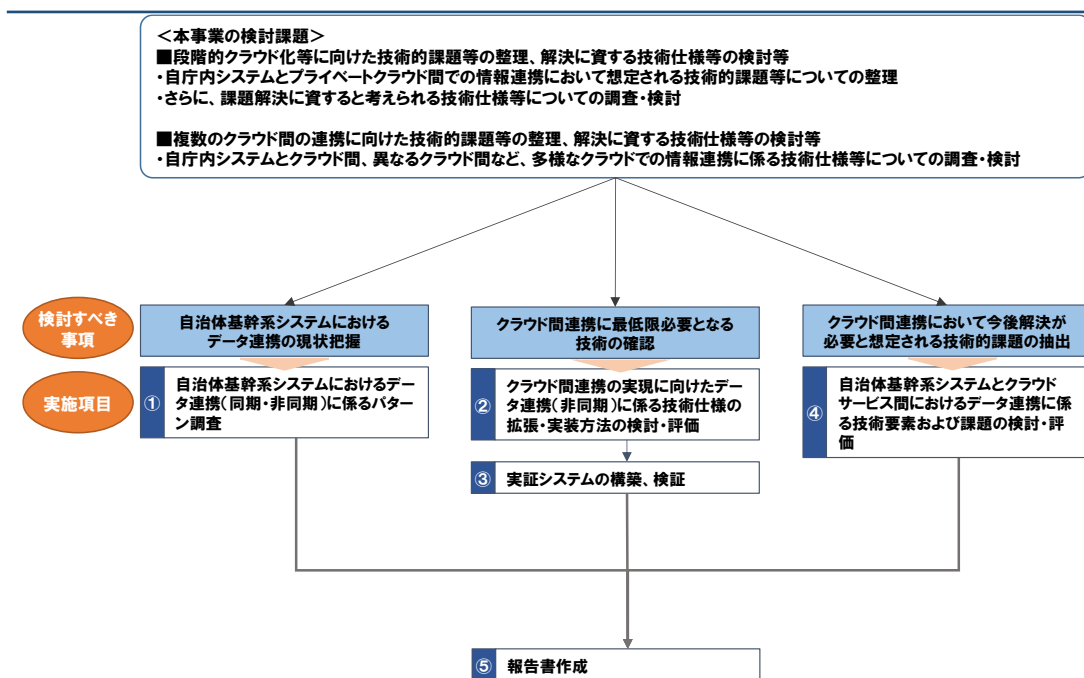 ＜本事業の検討課題＞
■段階的クラウド化等に向けた技術的課題等の整理、解決に資する技術仕様等の検討等
・自庁内システムとプライベートクラウド間での情報連携において想定される技術的課題等についての整理
・さらに、課題解決に資すると考えられる技術仕様等についての調査・検討
■複数のクラウド間の連携に向けた技術的課題等の整理、解決に資する技術仕様等の検討等
・自庁内システムとクラウド間、異なるクラウド間など、多様なクラウドでの情報連携に係る技術仕様等についての調査・検討
検討すべき
事項
自治体基幹系システムにおける
データ連携の現状把握
クラウド間連携に最低限必要となる
技術の確認
クラウド間連携において今後解決が
必要と想定される技術的課題の抽出
実施項目
①
自治体基幹系システムにおけるデー
タ連携（同期・非同期）に係るパター
ン調査
②
クラウド間連携の実現に向けたデー
タ連携（非同期）に係る技術仕様の
拡張・実装方法の検討・評価
④
自治体基幹系システムとクラウド
サービス間におけるデータ連携に係
る技術要素および課題の検討・評
価
③
実証システムの構築、検証
⑤
報告書作成